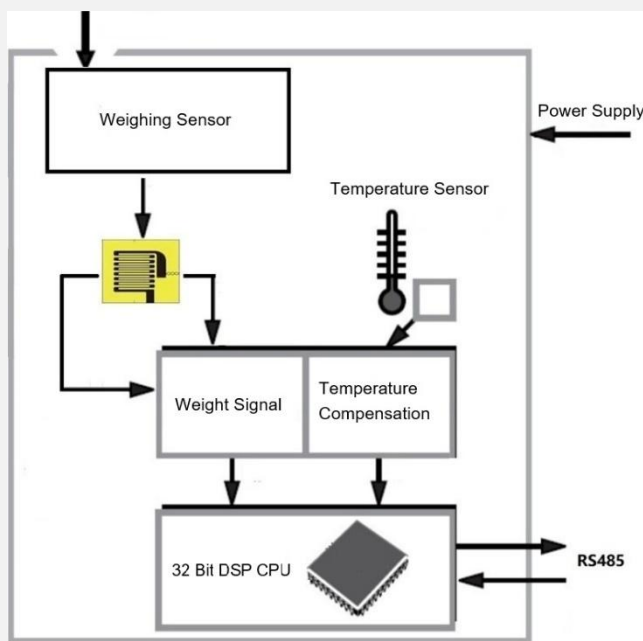 Weighing Sensor
Power Supply
Temperature Sensor
Weight Signal
Temperature
Compensation
32 Bit DSP CPU
RS485